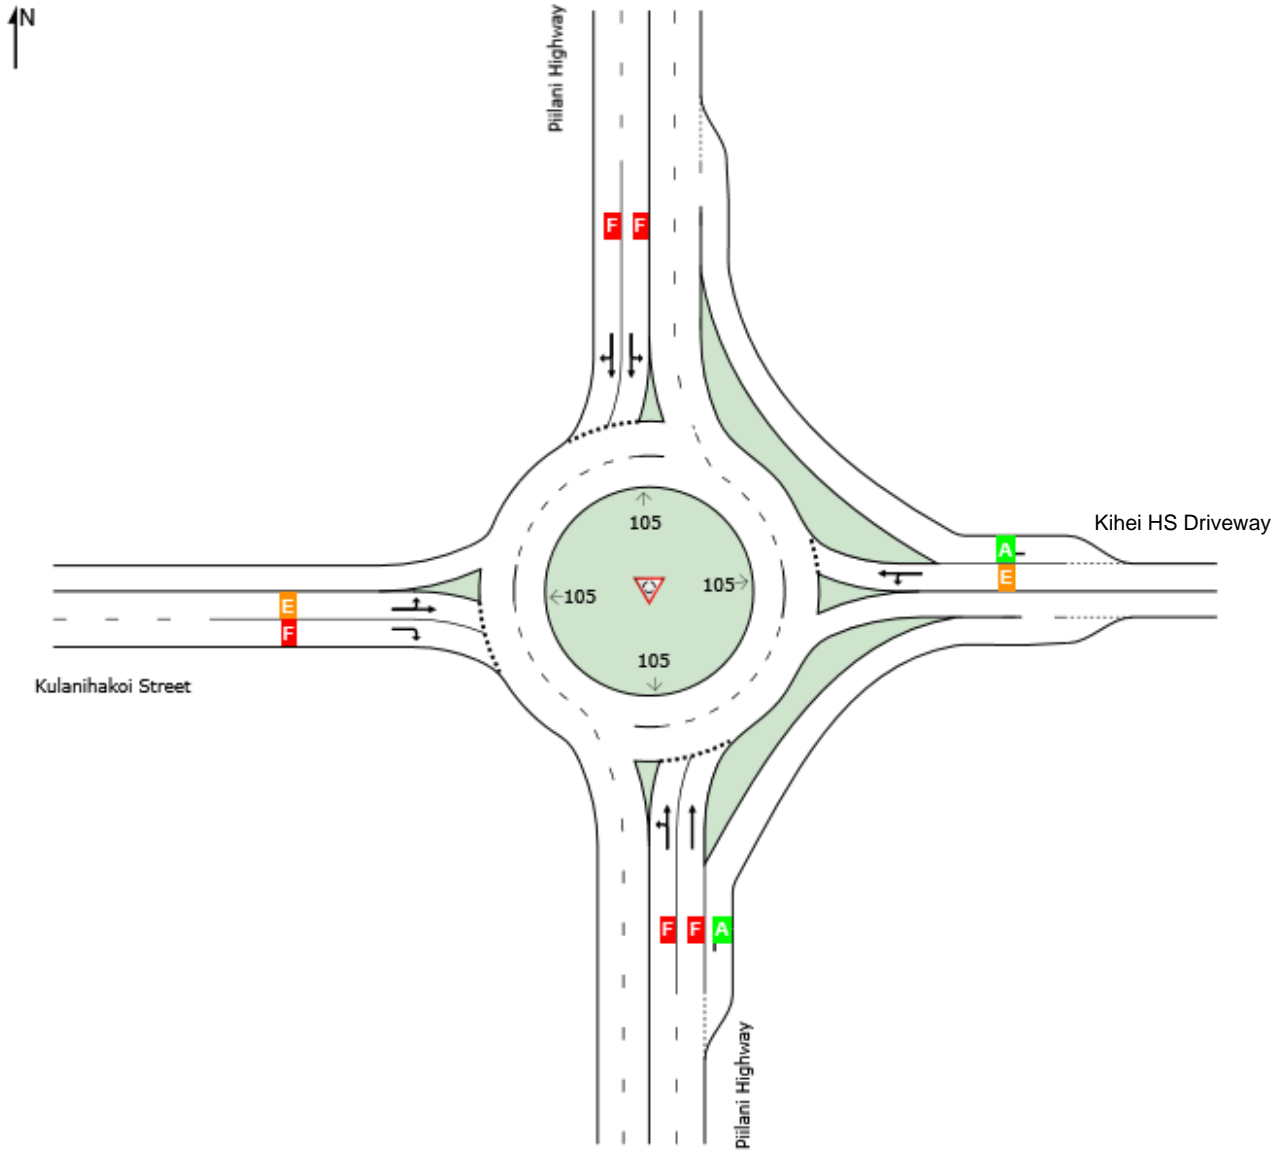 N
Piilani Highway
F F
105
Kihei HS Driveway
A
105
E
105
E
F
105
Kulanihakoi Street
F F A
Piilani Highway